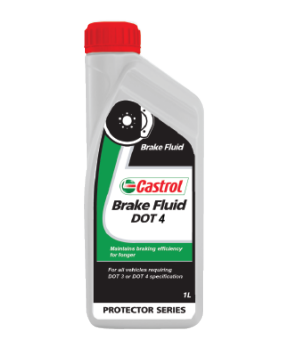 Brake Fluid
Castrol
Brake Fluid
DOT 4
Maintains braking efficiency
for longer
For all vehicles requiring
DOT 3 or DOT 4 specification
1L
PROTECTOR SERIES